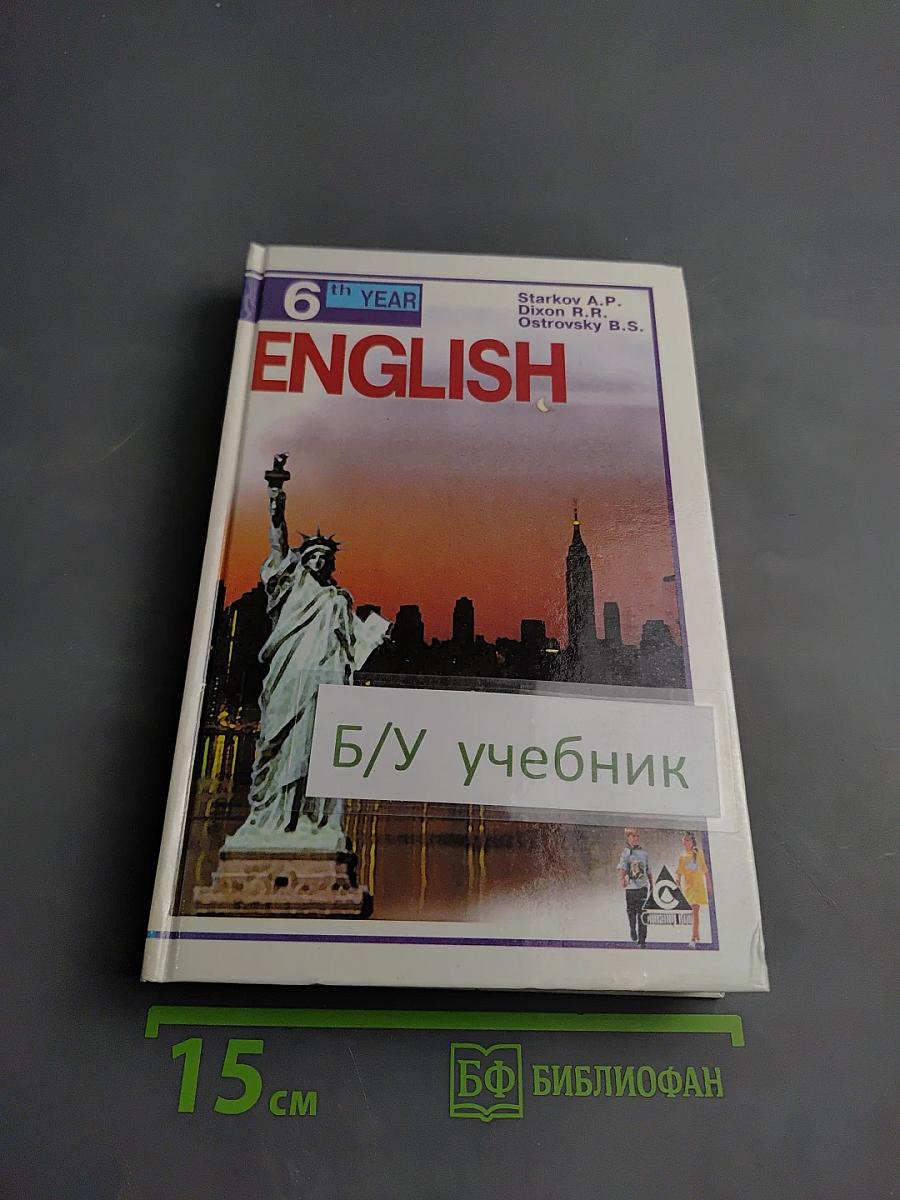 6th YEAR
Starkov A.P.
Dixon R.R.
Ostrovsky B.S.
ENGLISH
Б/У учебник
15 см
БФ БИБЛИОФАН